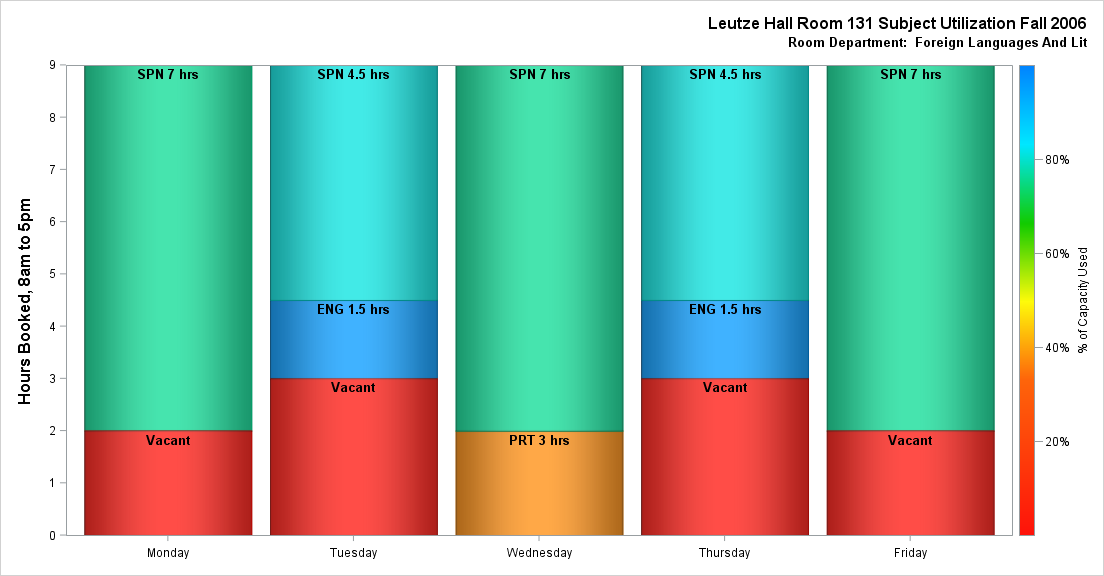 Leutze Hall Room 131 Subject Utilization Fall 2006
Room Department:  Foreign Languages And Lit
Hours Booked, 8am to 5pm
9
8
7
6
5
4
3
2
1
0
SPN 7 hrs
Vacant
SPN 4.5 hrs
ENG 1.5 hrs
Vacant
SPN 7 hrs
PRT 3 hrs
SPN 4.5 hrs
ENG 1.5 hrs
Vacant
SPN 7 hrs
Vacant
Monday
Tuesday
Wednesday
Thursday
Friday
80%
60%
40%
20%
% of Capacity Used